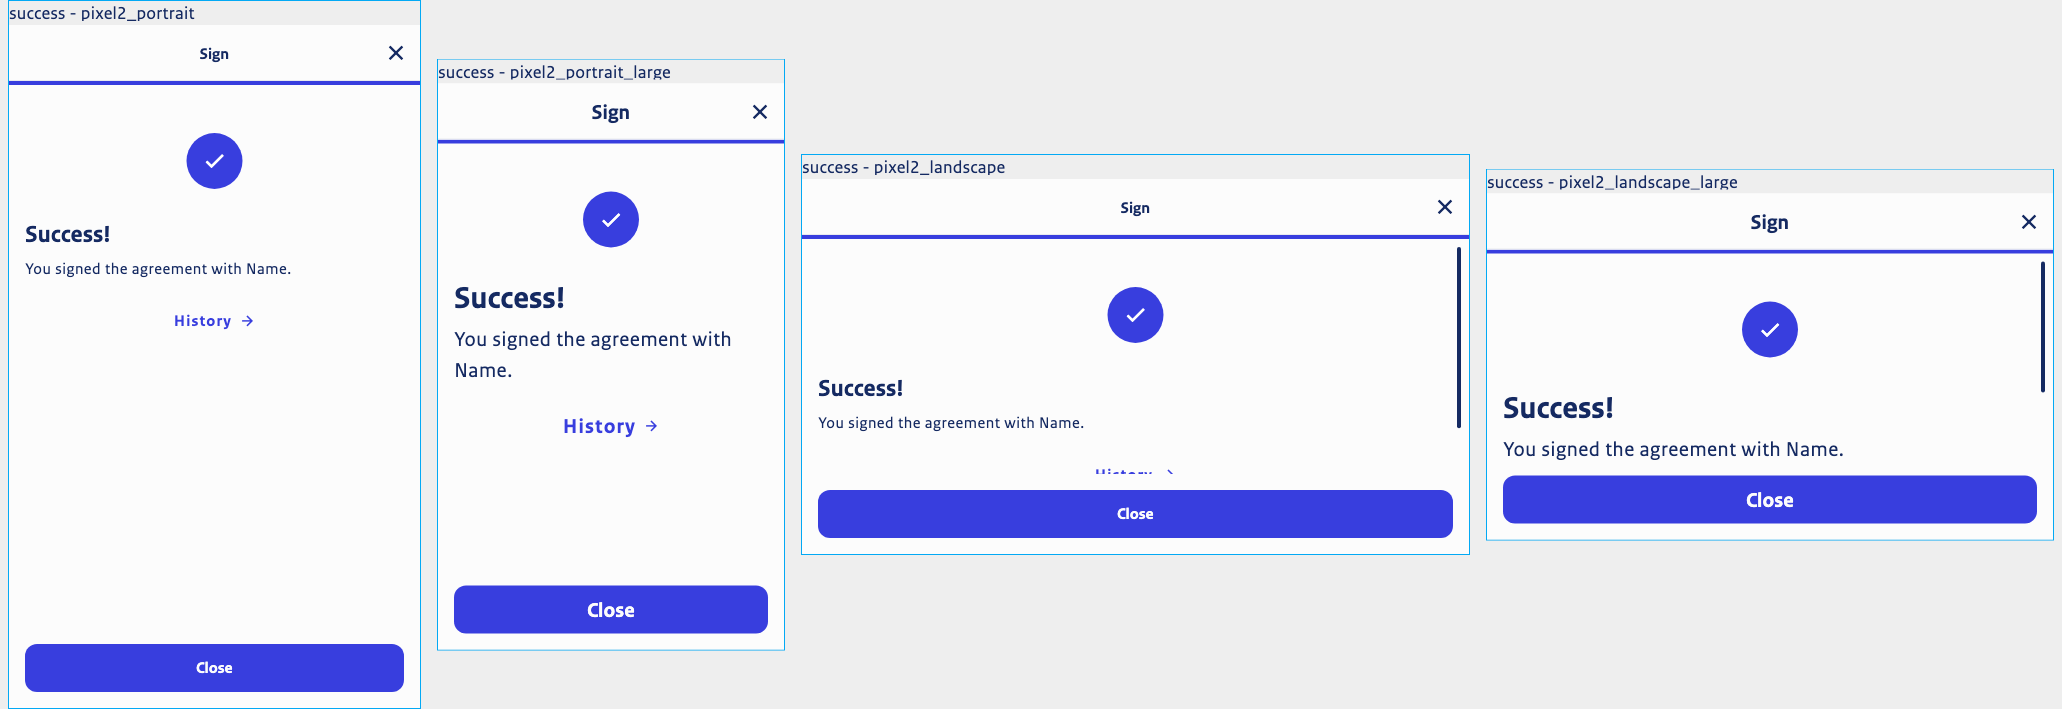 success - pixel2_portrait
Sign
Success!
You signed the agreement with Name.
History
Close
success - pixel2_portrait_large
Sign
Success!
You signed the agreement with
Name.
History
Close
success - pixel2_landscape
Sign
Success!
You signed the agreement with Name.
History
Close
success - pixel2_landscape_large
Sign
Success!
You signed the agreement with Name.
Close